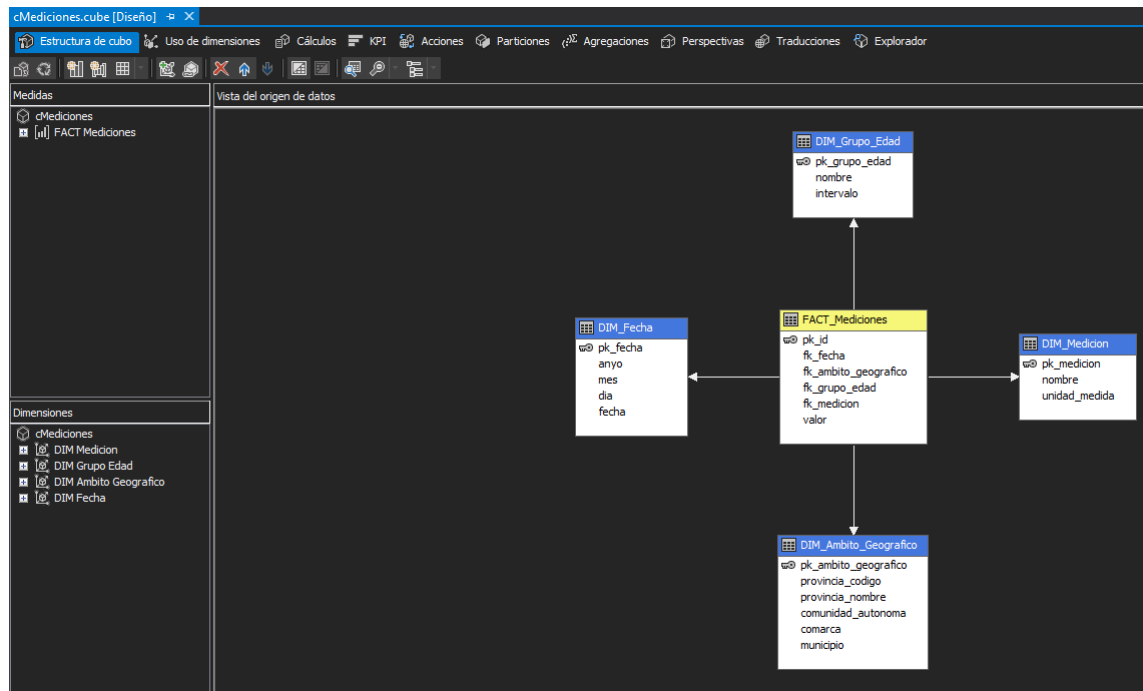 cMediciones.cube [Diseño]
Estructura de cubo Uso de dimensiones Cálculos KPI Acciones Particiones Agregaciones Perspectivas Traducciones Explorador
Medidas
cMediciones
FACT Mediciones
Dimensiones
cMediciones
DIM Medicion
DIM Grupo Edad
DIM Ambito Geografico
DIM Fecha
Vista del origen de datos
DIM_Grupo_Edad
pk_grupo_edad
nombre
intervalo
DIM_Fecha
pk_fecha
anyo
mes
dia
fecha
FACT_Mediciones
pk_id
fk_fecha
fk_ambito_geografico
fk_grupo_edad
fk_medicion
valor
DIM_Medicion
pk_medicion
nombre
unidad_medida
DIM_Ambito_Geografico
pk_ambito_geografico
provincia_codigo
provincia_nombre
comunidad_autonoma
comarca
municipio